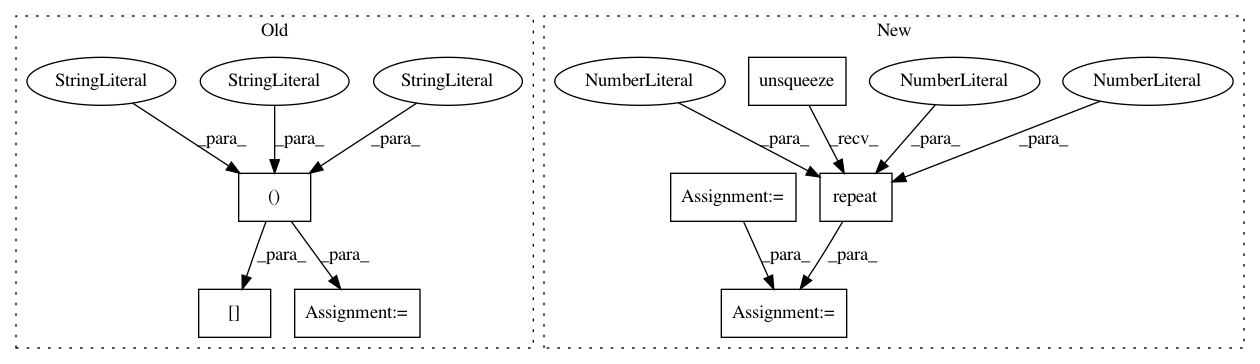 Old
New
StringLiteral
StringLiteral
StringLiteral
NumberLiteral
unsqueeze
NumberLiteral
NumberLiteral
_para_
_para_
_para_
_para_
_recv_
_para_
_para_
()
Assignment:=
repeat
_para_
_para_
_para_
_para_
[]
Assignment:=
Assignment:=